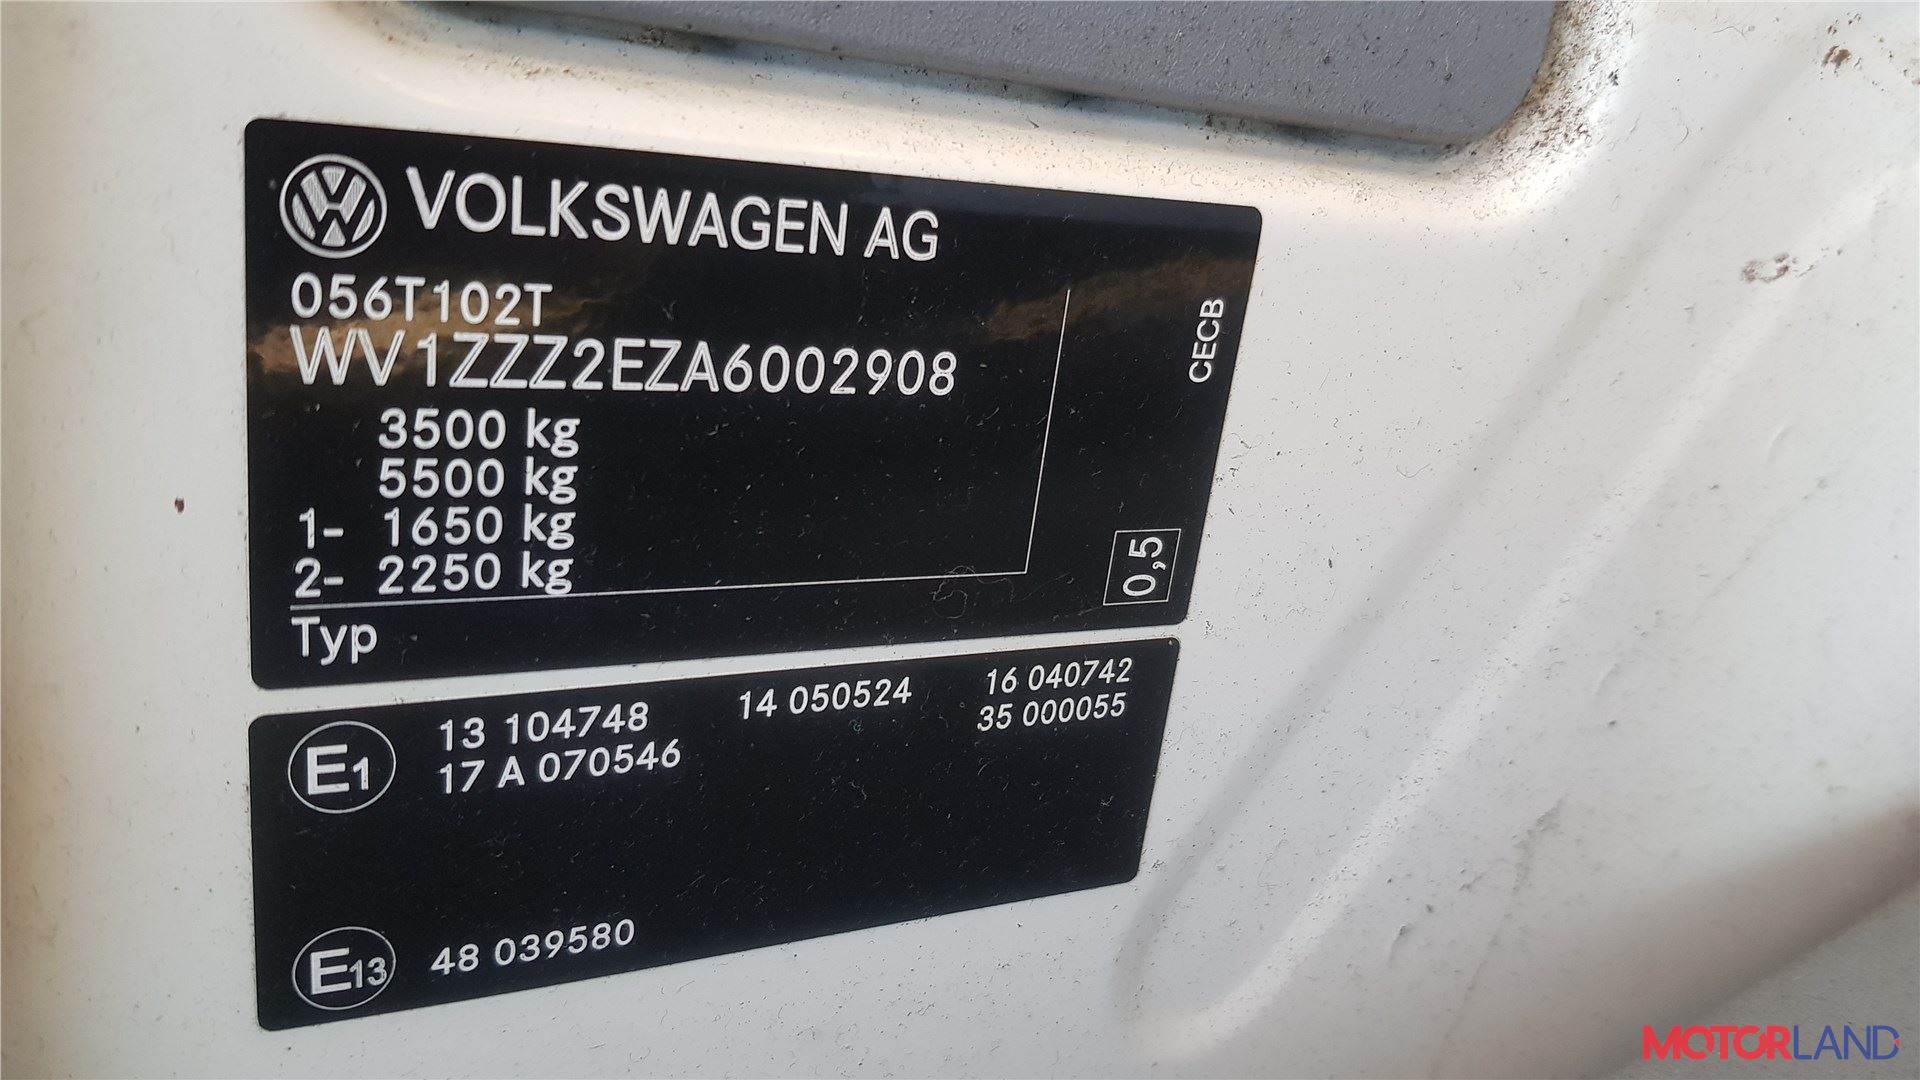 VOLKSWAGEN AG
056T102T
WV1ZZZ2EZA6002908
3500 kg
5500 kg
1- 1650 kg
2- 2250 kg
Typ
CECB
0,5
E1
13 104748 14 050524 16 040742
17 A 070546 35 000055
E13 48 039580
MOTORLAND